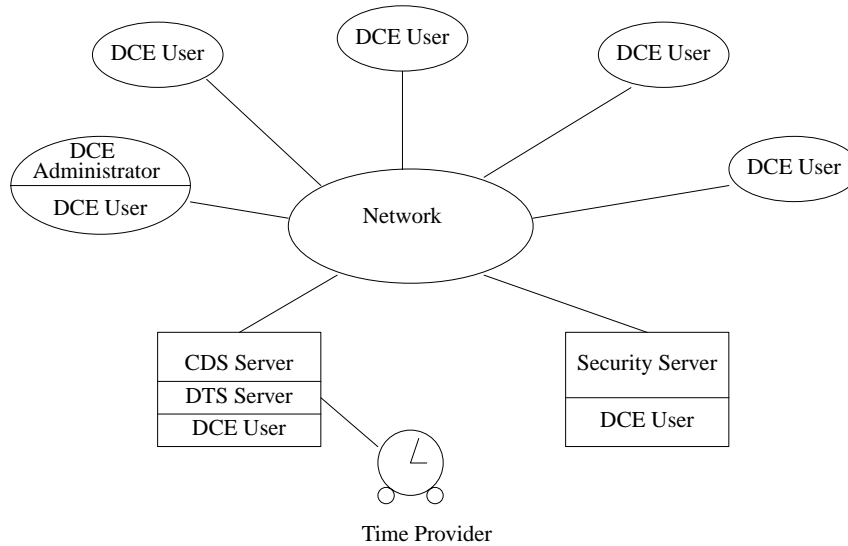 DCE User
DCE User
DCE User
DCE
Administrator
DCE User
DCE User
Network
CDS Server
DTS Server
DCE User
Security Server
DCE User
Time Provider